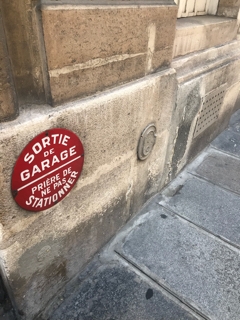 SORTIE
DE
GARAGE
PRIÈRE DE
NE PAS
STATIONNER